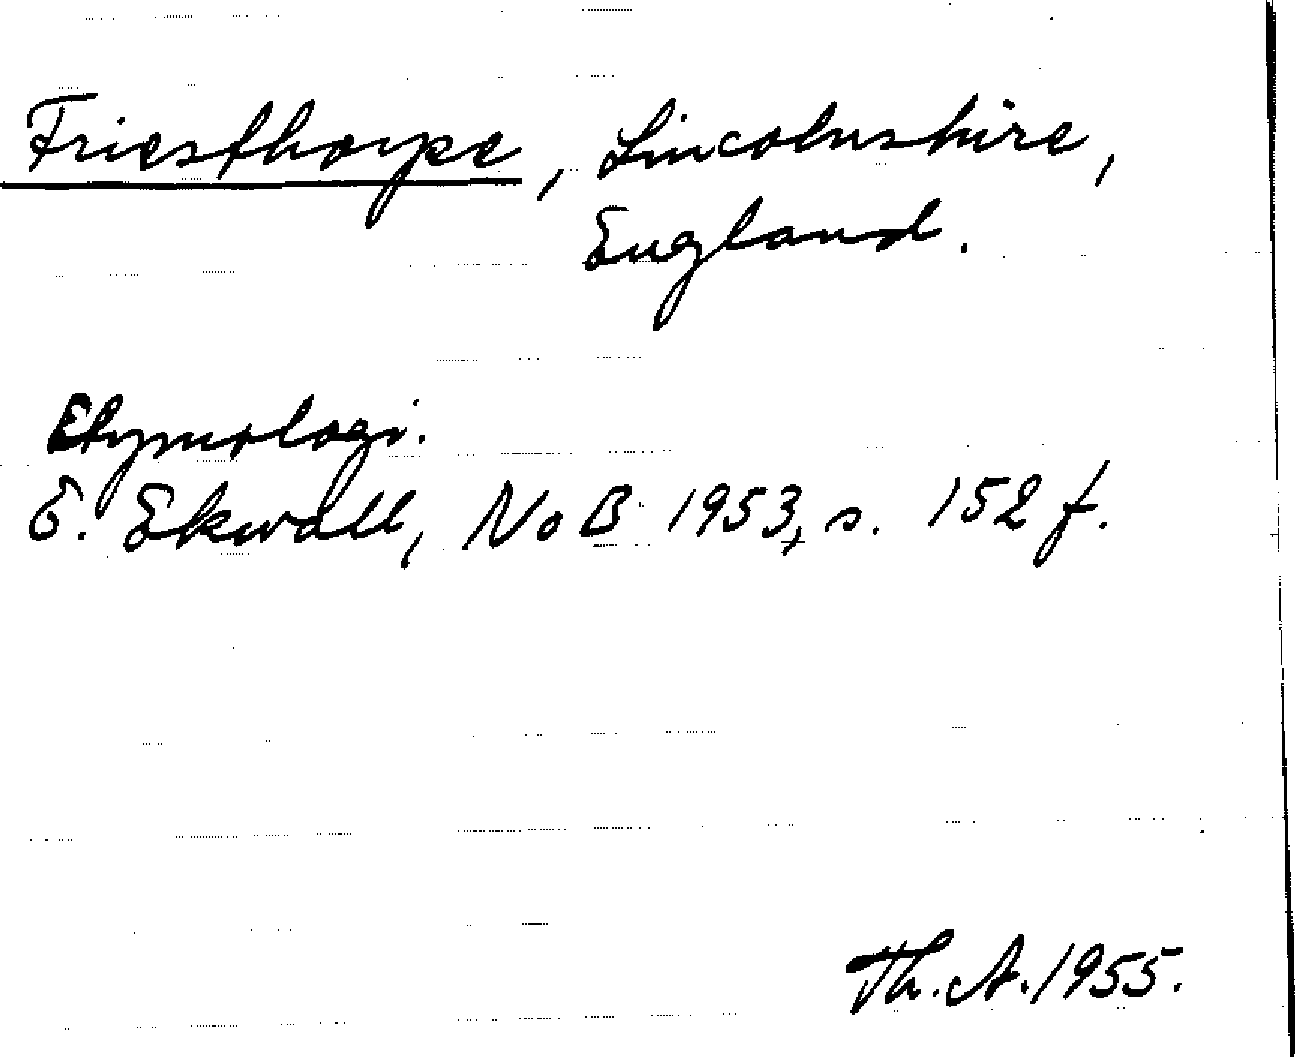 Friesthorpe, Lincolnshire,
England.
Etymologi.
E. Ekwall, NoB 1953, s. 152 f.
Th. A. 1955.